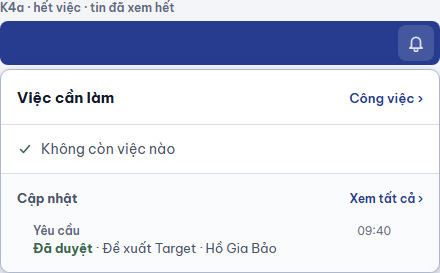 K4a · hết việc · tin đã xem hết
Việc cần làm
Công việc ›
Không còn việc nào
Cập nhật
Xem tất cả ›
Yêu cầu
09:40
Đã duyệt · Đề xuất Target · Hồ Gia Bảo